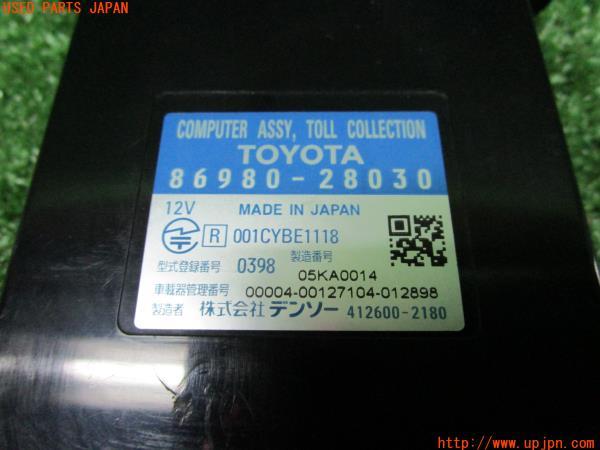 USED PARTS JAPAN
COMPUTER ASSY, TOLL COLLECTION
TOYOTA
86980-28030
12V MADE IN JAPAN
R 001CYBE1118
型式登録番号 0398 製造番号 05KA0014
車載器管理番号 00004-00127104-012898
製造者 株式会社 デンソー 412600-2180
http://www.upjpn.com/